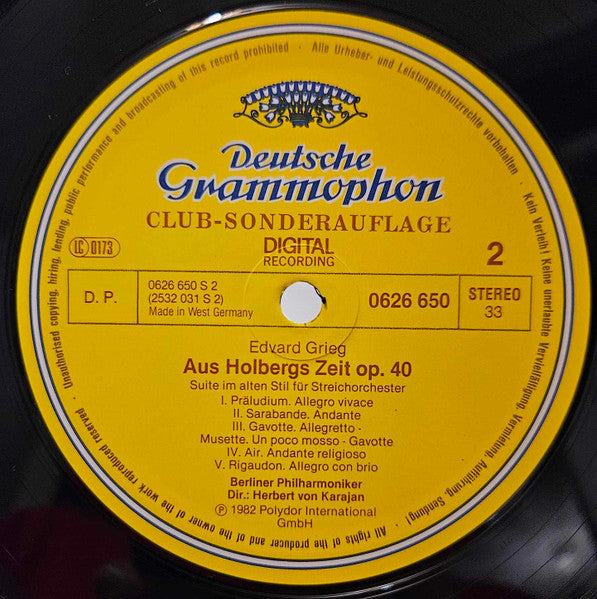 Deutsche
Grammophon
CLUB-SONDERAUFLAGE
DIGITAL
RECORDING
2
LC 0173
D. P.
0626 650 S 2
(2532 031 S 2)
Made in West Germany
0626 650
STEREO
33
Edvard Grieg
Aus Holbergs Zeit op. 40
Suite im alten Stil für Streichorchester
I. Präludium. Allegro vivace
II. Sarabande. Andante
III. Gavotte. Allegretto -
Musette. Un poco mosso - Gavotte
IV. Air. Andante religioso
V. Rigaudon. Allegro con brio
Berliner Philharmoniker
Dir.: Herbert von Karajan
℗ 1982 Polydor International
GmbH
Alle Urheber- und Leistungsschutzrechte vorbehalten · Kein Verleih! Keine unerlaubte Vervielfältigung, Vermietung, Aufführung, Sendung! · All rights of the producer and of the owner of the work reproduced reserved · Unauthorised copying, hiring, lending, public performance and broadcasting of this record prohibited ·